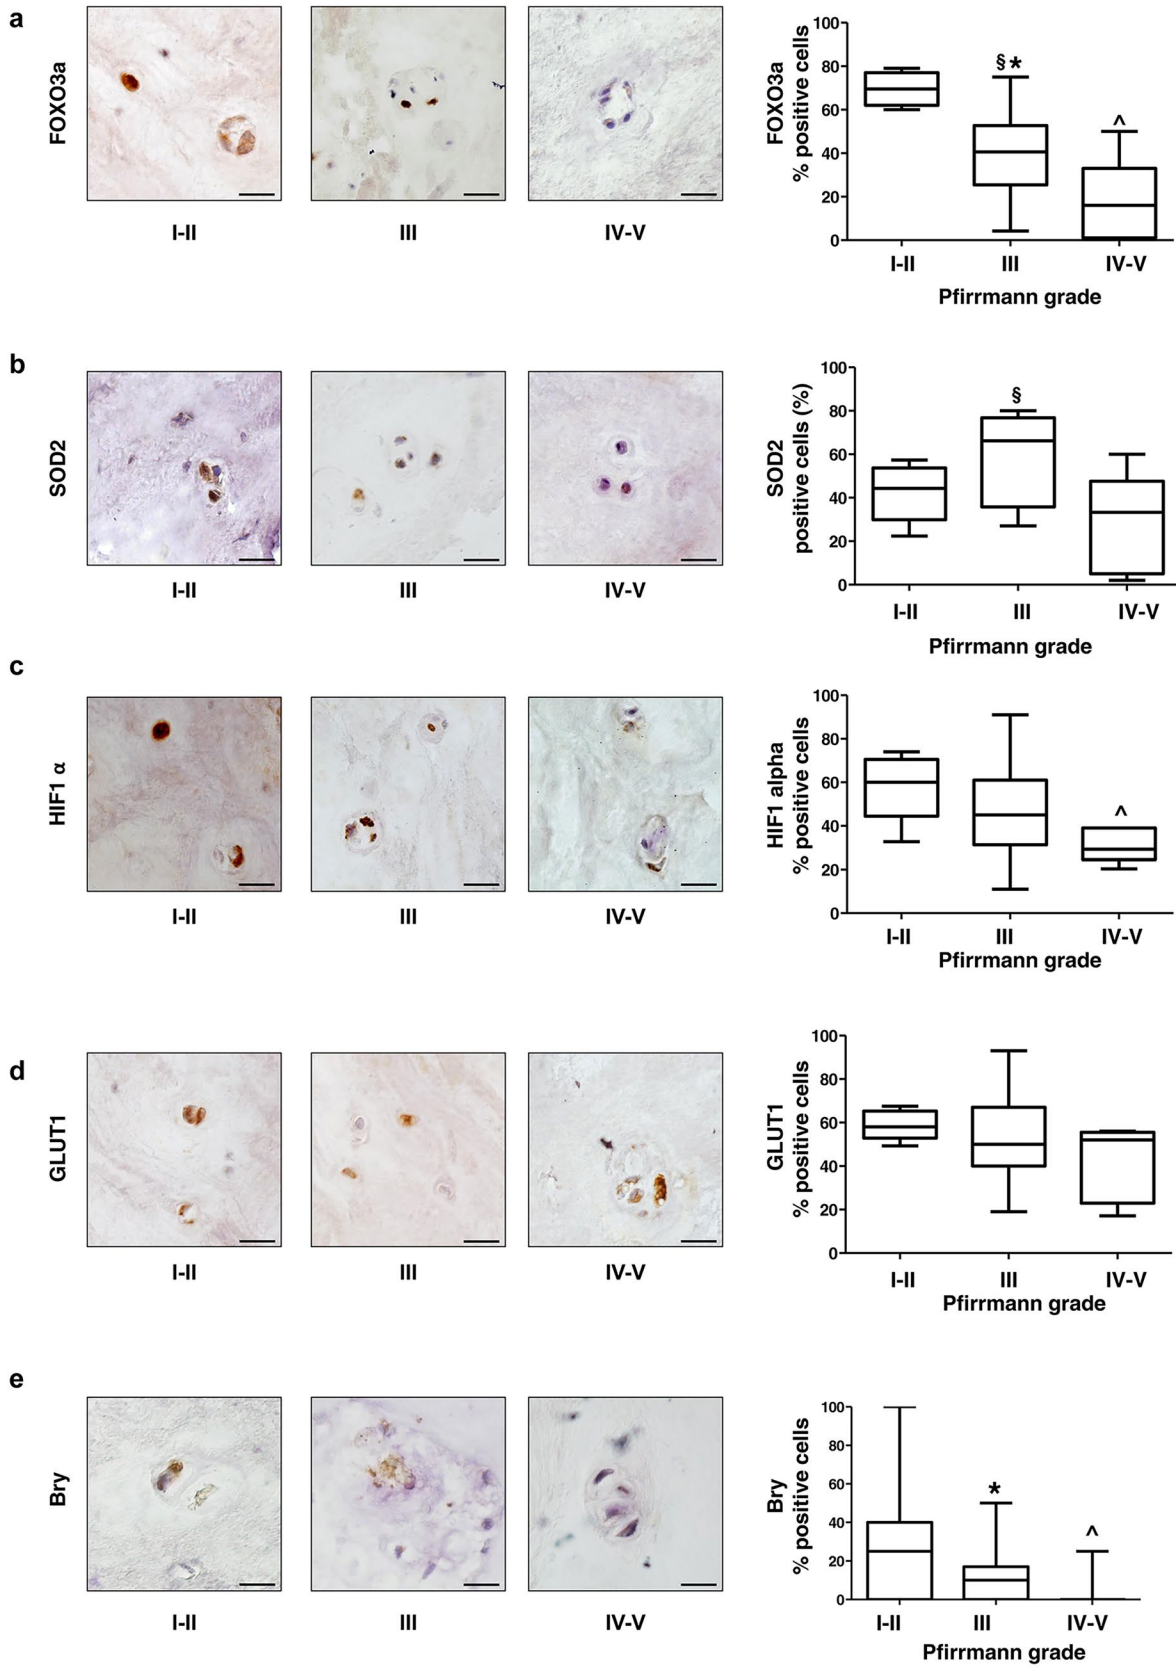 a
FOXO3a
I-II
III
IV-V
FOXO3a
% positive cells
100
80
60
40
20
0
§ *
^
I-II
III
IV-V
Pfirrmann grade
b
SOD2
I-II
III
IV-V
SOD2
positive cells (%)
100
80
60
40
20
0
§
I-II
III
IV-V
Pfirrmann grade
c
HIF1 α
I-II
III
IV-V
HIF1 alpha
% positive cells
100
80
60
40
20
0
^
I-II
III
IV-V
Pfirrmann grade
d
GLUT1
I-II
III
IV-V
GLUT1
% positive cells
100
80
60
40
20
0
I-II
III
IV-V
Pfirrmann grade
e
Bry
I-II
III
IV-V
Bry
% positive cells
100
80
60
40
20
0
*
^
I-II
III
IV-V
Pfirrmann grade